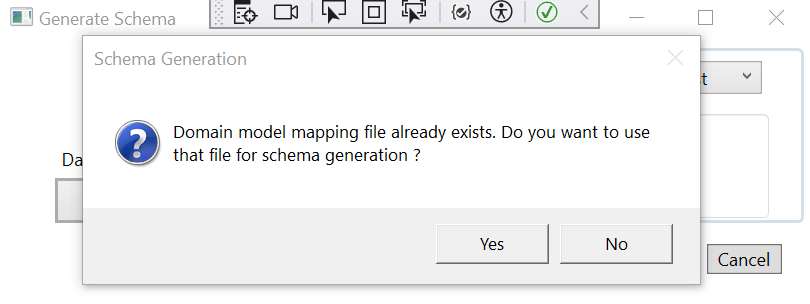 Generate Schema
Schema Generation
Domain model mapping file already exists. Do you want to use
that file for schema generation ?
Yes
No
Cancel